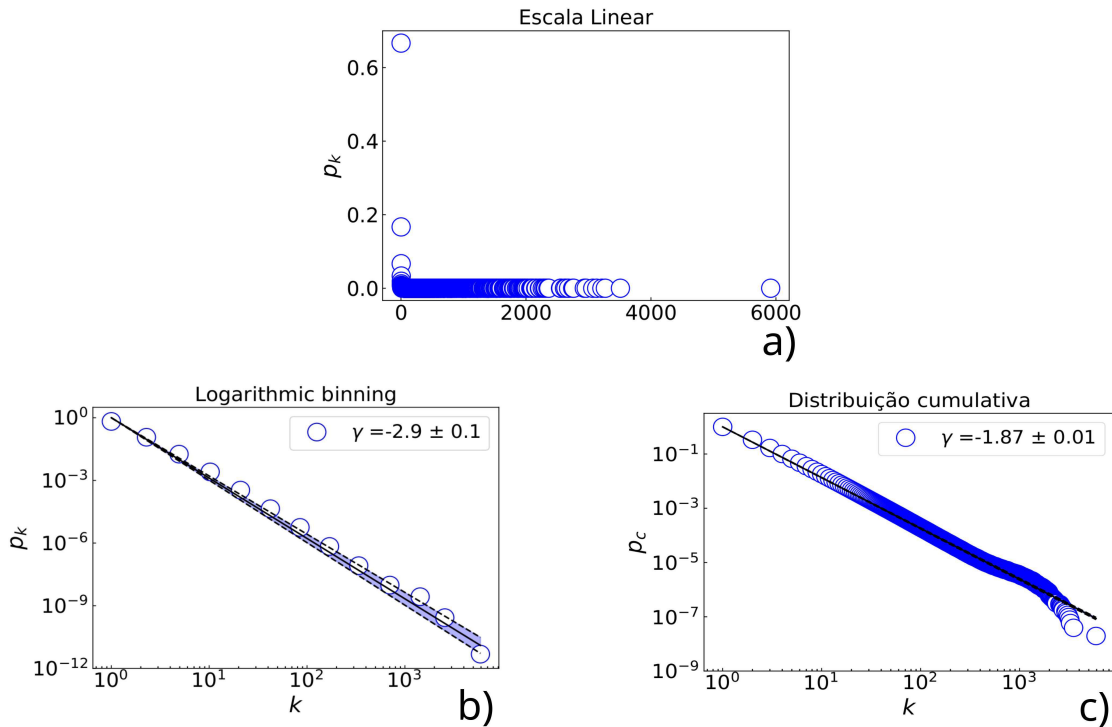 Escala Linear
0.6
0.4
0.2
0.0
p_k
0 2000 4000 6000
a)
Logarithmic binning
γ =-2.9 ± 0.1
10^0
10^-3
10^-6
10^-9
10^-12
p_k
10^0 10^1 10^2 10^3
k
b)
Distribuição cumulativa
γ =-1.87 ± 0.01
10^-1
10^-3
10^-5
10^-7
10^-9
p_c
10^0 10^1 10^2 10^3
k
c)